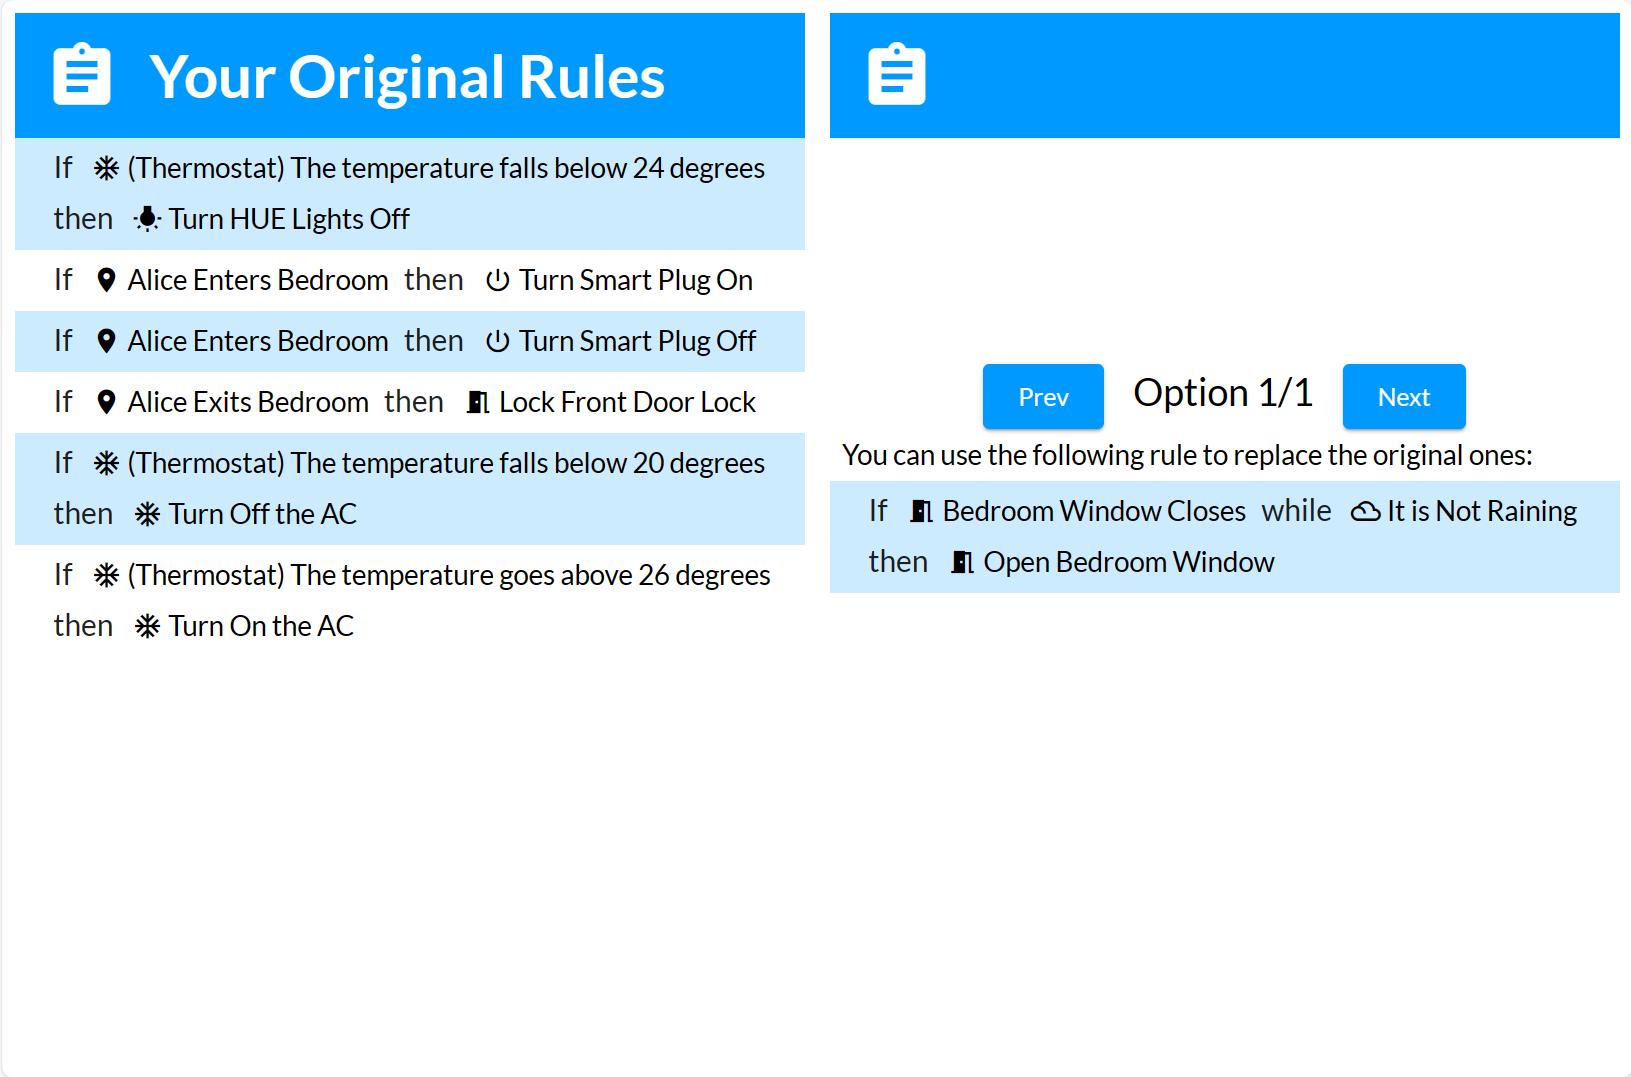 Your Original Rules
If (Thermostat) The temperature falls below 24 degrees
then Turn HUE Lights Off
If Alice Enters Bedroom then Turn Smart Plug On
If Alice Enters Bedroom then Turn Smart Plug Off
If Alice Exits Bedroom then Lock Front Door Lock
If (Thermostat) The temperature falls below 20 degrees
then Turn Off the AC
If (Thermostat) The temperature goes above 26 degrees
then Turn On the AC
Prev Option 1/1 Next
You can use the following rule to replace the original ones:
If Bedroom Window Closes while It is Not Raining
then Open Bedroom Window